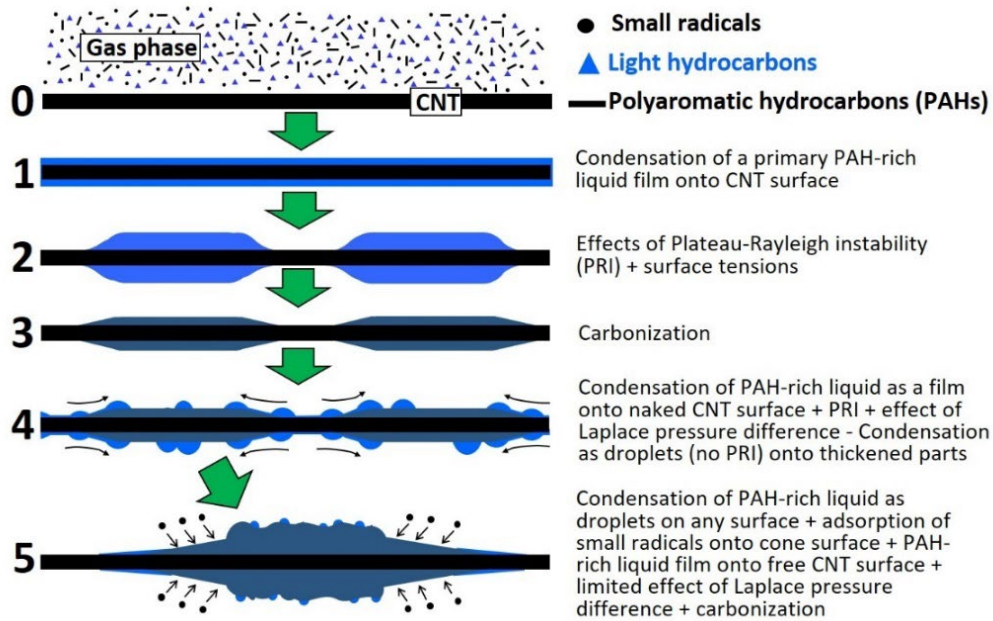 Gas phase
Small radicals
Light hydrocarbons
0
CNT
Polyaromatic hydrocarbons (PAHs)
1
Condensation of a primary PAH-rich
liquid film onto CNT surface
2
Effects of Plateau-Rayleigh instability
(PRI) + surface tensions
3
Carbonization
4
Condensation of PAH-rich liquid as a film
onto naked CNT surface + PRI + effect of
Laplace pressure difference - Condensation
as droplets (no PRI) onto thickened parts
5
Condensation of PAH-rich liquid as
droplets on any surface + adsorption of
small radicals onto cone surface + PAH-
rich liquid film onto free CNT surface +
limited effect of Laplace pressure
difference + carbonization